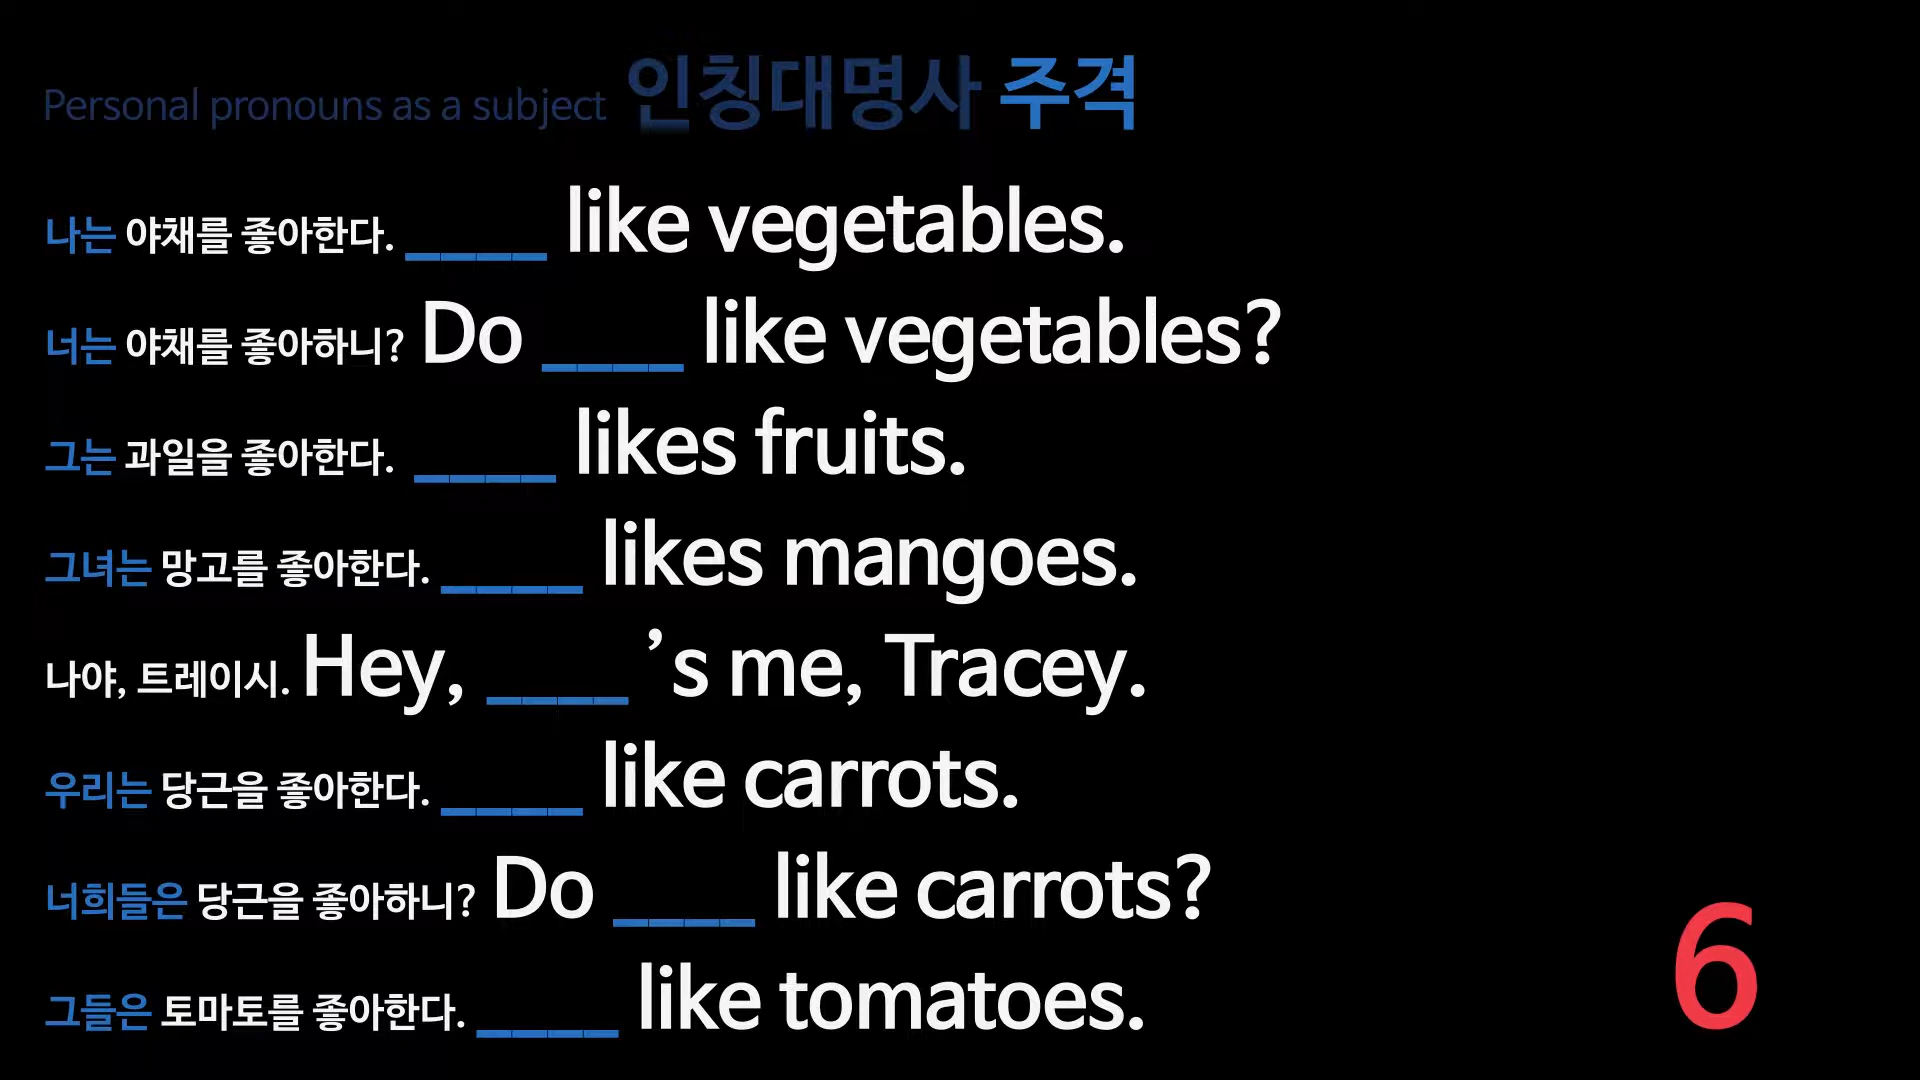 Personal pronouns as a subject 인칭대명사 주격
나는 야채를 좋아한다. ____ like vegetables.
너는 야채를 좋아하니? Do ____ like vegetables?
그는 과일을 좋아한다. ____ likes fruits.
그녀는 망고를 좋아한다. ____ likes mangoes.
나야, 트레이시. Hey, ____ ’s me, Tracey.
우리는 당근을 좋아한다. ____ like carrots.
너희들은 당근을 좋아하니? Do ____ like carrots?
그들은 토마토를 좋아한다. ____ like tomatoes.
6